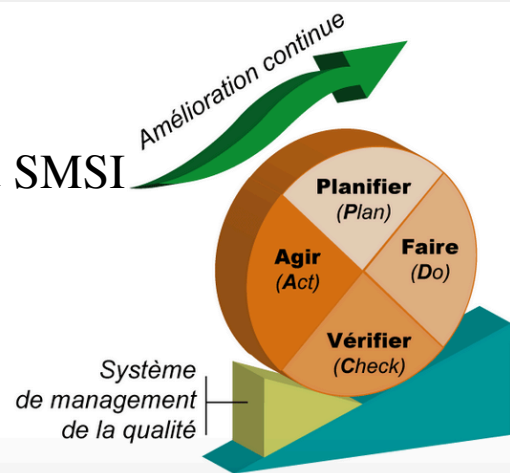 Amélioration continue
SMSI
Planifier
(Plan)
Faire
(Do)
Agir
(Act)
Vérifier
(Check)
Système
de management
de la qualité